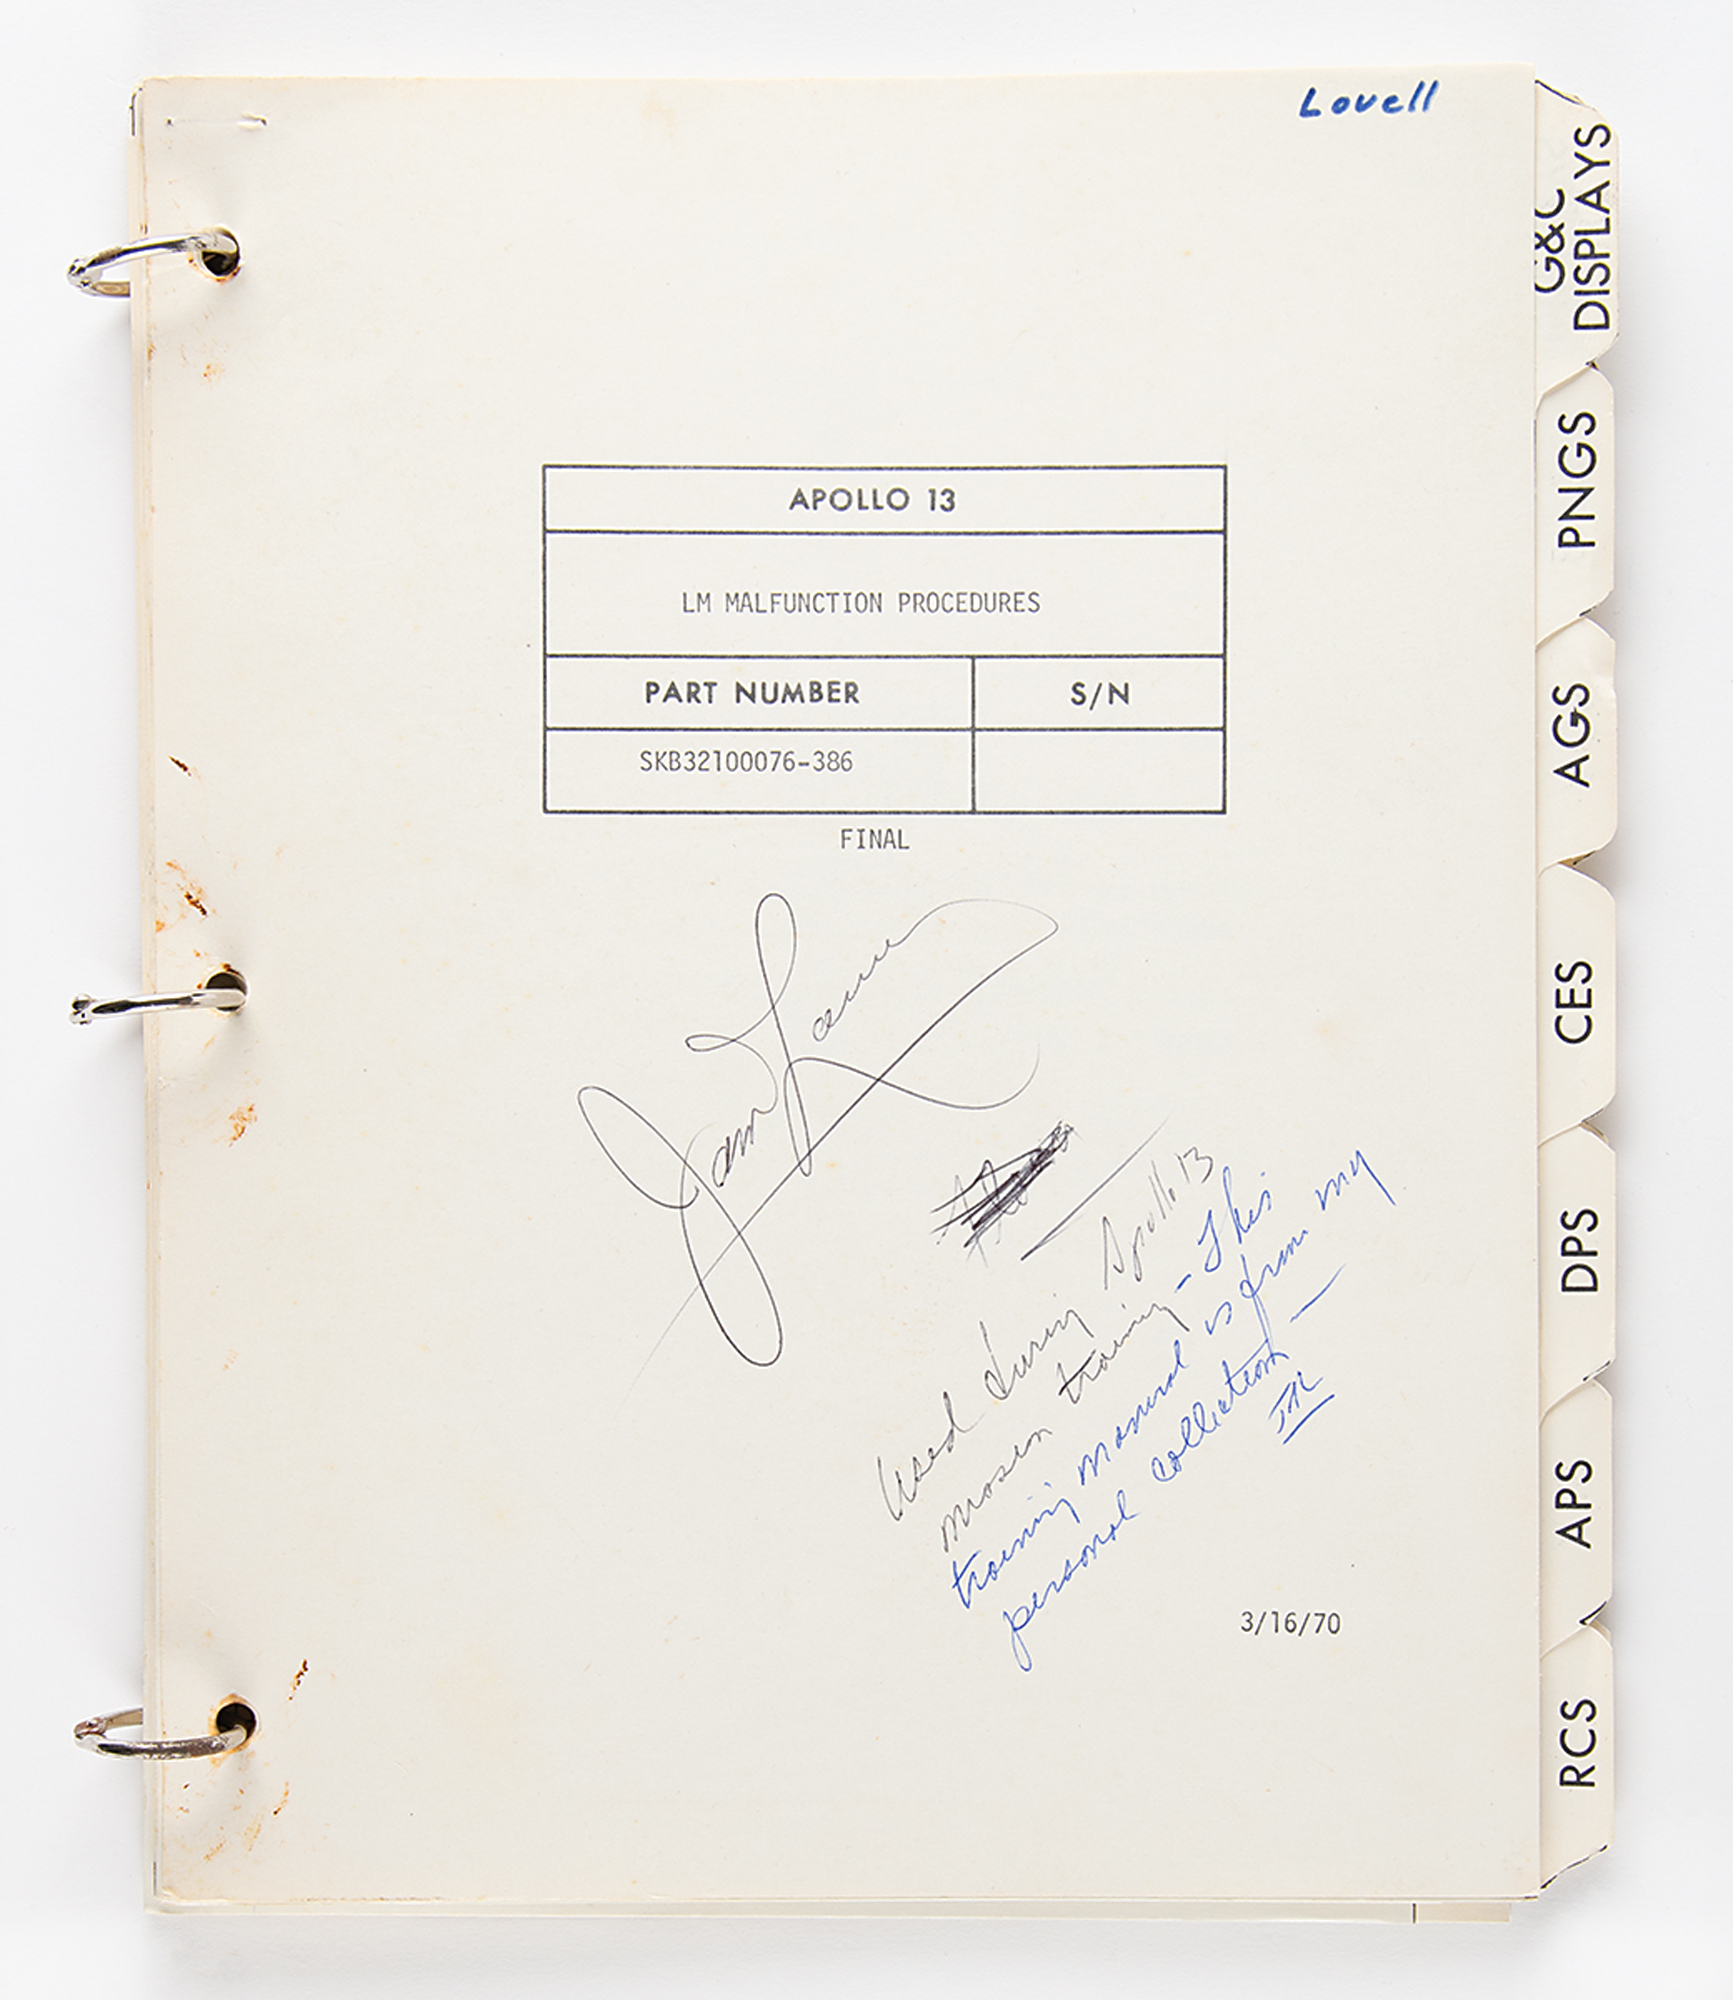 Lovell
APOLLO 13
LM MALFUNCTION PROCEDURES
PART NUMBER
S/N
SKB32100076-386
FINAL
Used during Apollo 13
training - This
training manual is from my
personal collection -
JAL
3/16/70
G&C
DISPLAYS
PNGS
AGS
CES
DPS
APS
RCS